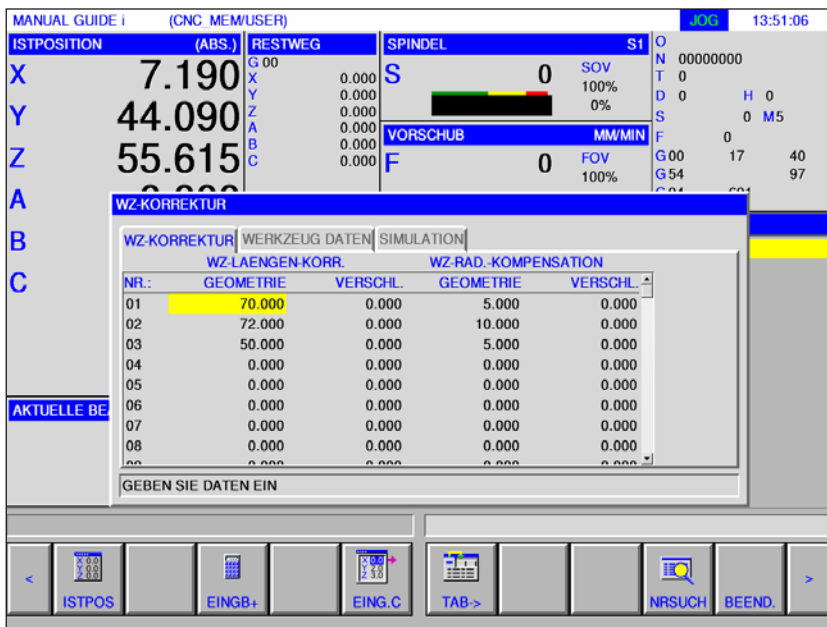 MANUAL GUIDE i (CNC_MEM/USER) JOG 13:51:06
ISTPOSITION (ABS.)
X 7.190
Y 44.090
Z 55.615
A
B
C
RESTWEG
G 00
X 0.000
Y 0.000
Z 0.000
A 0.000
B 0.000
C 0.000
SPINDEL S1
S 0 SOV
100%
0%
VORSCHUB MM/MIN
F 0 FOV
100%
O
N 00000000
T 0
D 0 H 0
S 0 M5
F 0
G00 17 40
G54 97
WZ-KORREKTUR
WZ-KORREKTUR WERKZEUG DATEN SIMULATION
WZ-LAENGEN-KORR. WZ-RAD.-KOMPENSATION
NR.: GEOMETRIE VERSCHL. GEOMETRIE VERSCHL.
01 70.000 0.000 5.000 0.000
02 72.000 0.000 10.000 0.000
03 50.000 0.000 5.000 0.000
04 0.000 0.000 0.000 0.000
05 0.000 0.000 0.000 0.000
06 0.000 0.000 0.000 0.000
07 0.000 0.000 0.000 0.000
08 0.000 0.000 0.000 0.000
AKTUELLE BE
GEBEN SIE DATEN EIN
< ISTPOS EINGB+ EING.C TAB-> NRSUCH BEEND. >